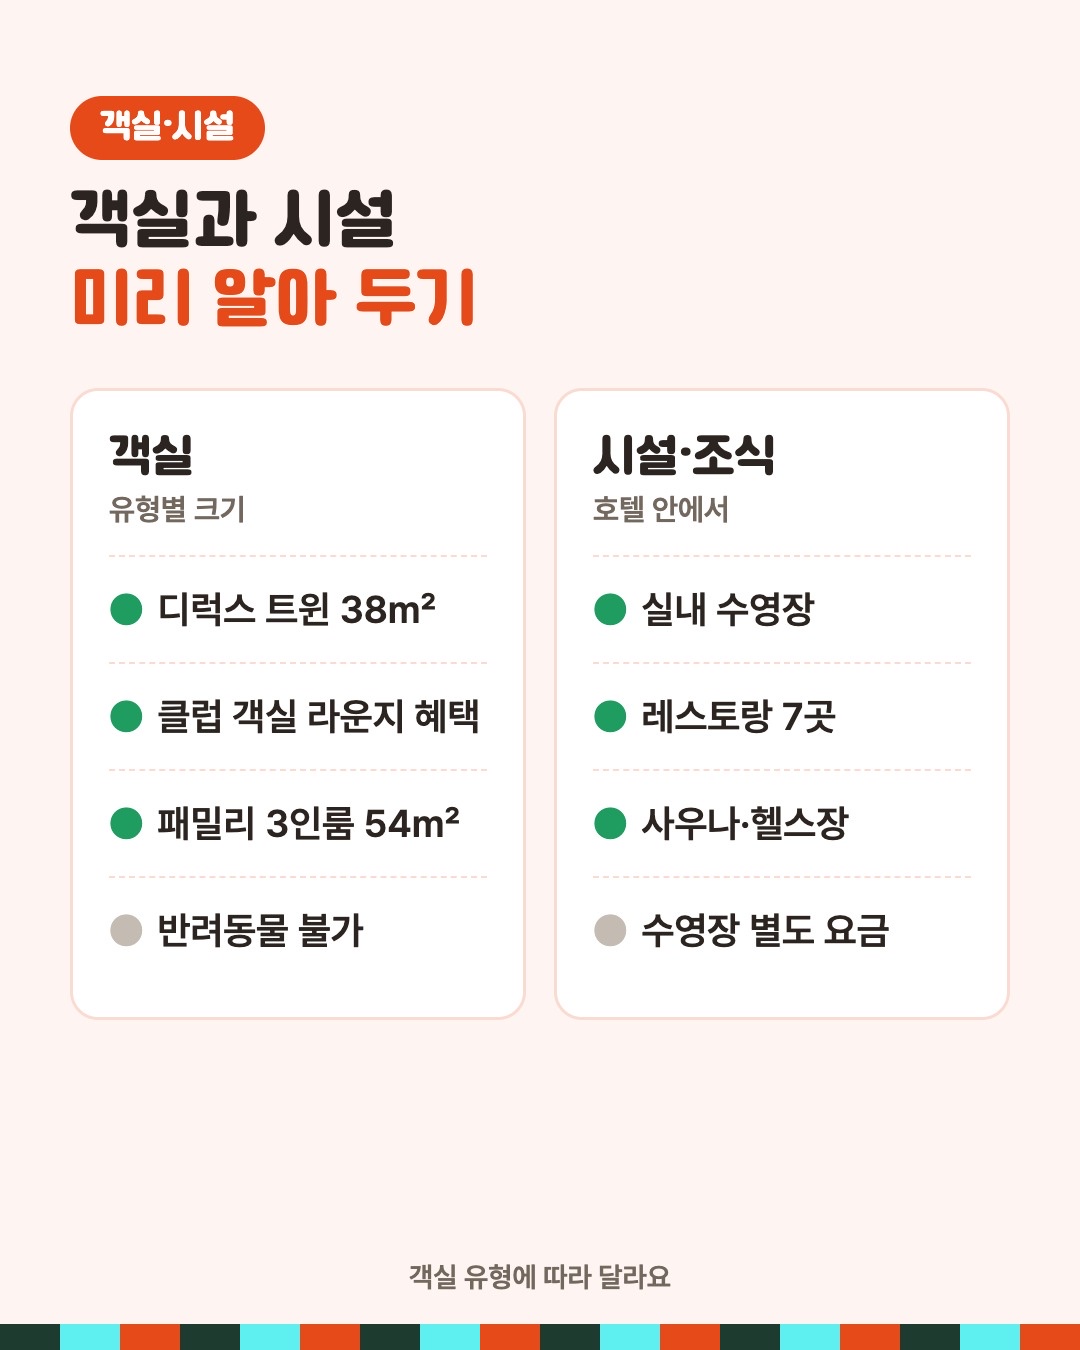 객실·시설
객실과 시설
미리 알아 두기
객실
유형별 크기
디럭스 트윈 38m²
클럽 객실 라운지 혜택
패밀리 3인룸 54m²
반려동물 불가
시설·조식
호텔 안에서
실내 수영장
레스토랑 7곳
사우나·헬스장
수영장 별도 요금
객실 유형에 따라 달라요